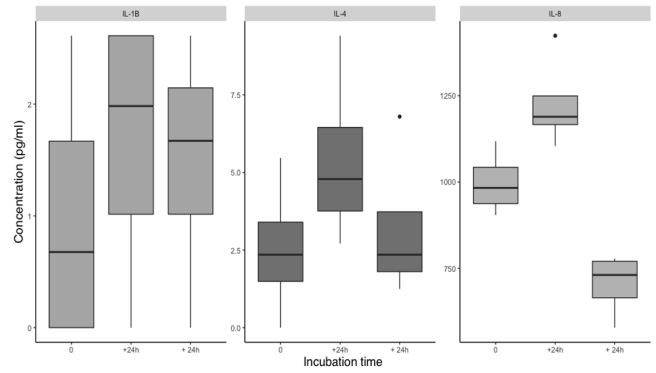 IL-1B IL-4 IL-8
Concentration (pg/ml)
2
1
0
7.5
5.0
2.5
0.0
1250
1000
750
0 +24h + 24h 0 +24h + 24h 0 +24h + 24h
Incubation time